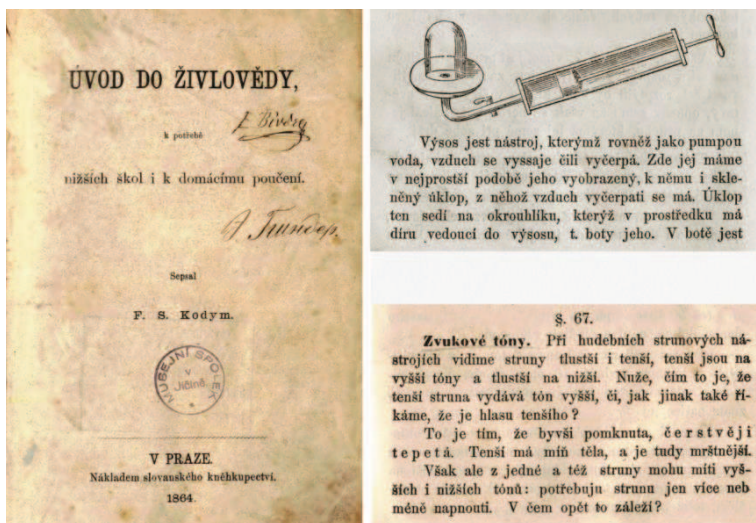 ÚVOD DO ŽIVLOVĚDY,
k potřebě
nižších škol i k domácímu poučení.
Sepsal
F. S. Kodym.
MUSEJNÍ SPOLEK
v
Jičíně
V PRAZE.
Nákladem slovanského kněhkupectví.
1864.
Výsos jest nástroj, kterýmž rovněž jako pumpou
voda, vzduch se vyssaje čili vyčerpá. Zde jej máme
v nejprostší podobě jeho vyobrazený, k němu i skle-
něný úklop, z něhož vzduch vyčerpati se má. Úklop
ten sedí na okrouhlíku, kterýž v prostředku má
díru vedoucí do výsosu, t. boty jeho. V botě jest
§. 67.
Zvukové tóny. Při hudebních strunových ná-
strojích vidíme struny tlustší i tenší, tenší jsou na
vyšší tóny a tlustší na nižší. Nuže, čím to je, že
tenší struna vydává tón vyšší, či, jak jinak také ří-
káme, že je hlasu tenšího?
To je tím, že byvši pomknuta, čerstvěji
tepetá. Tenší má míň těla, a je tudy mrštnější.
Však ale z jedné a též struny mohu míti vyš-
ších i nižších tónů: potřebuju strunu jen více neb
méně napnouti. V čem opět to záleží?